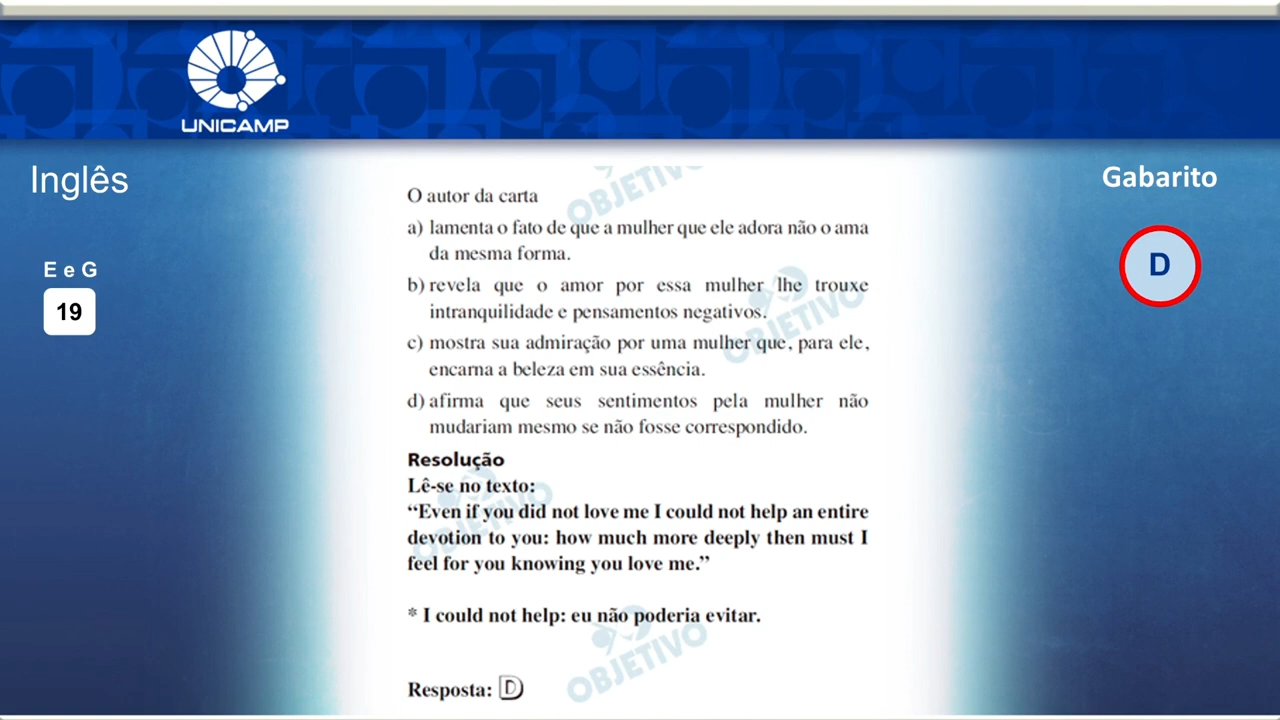 UNICAMP
Inglês
E e G
19
Gabarito
D
O autor da carta
a) lamenta o fato de que a mulher que ele adora não o ama
da mesma forma.
b) revela que o amor por essa mulher lhe trouxe
intranquilidade e pensamentos negativos.
c) mostra sua admiração por uma mulher que, para ele,
encarna a beleza em sua essência.
d) afirma que seus sentimentos pela mulher não
mudariam mesmo se não fosse correspondido.
Resolução
Lê-se no texto:
“Even if you did not love me I could not help an entire
devotion to you: how much more deeply then must I
feel for you knowing you love me.”
* I could not help: eu não poderia evitar.
Resposta: D
OBJETIVO
OBJETIVO
OBJETIVO
OBJETIVO